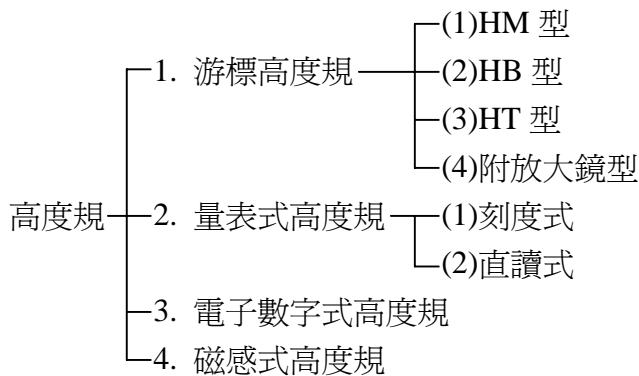 高度規
1. 游標高度規
(1)HM 型
(2)HB 型
(3)HT 型
(4)附放大鏡型
2. 量表式高度規
(1)刻度式
(2)直讀式
3. 電子數字式高度規
4. 磁感式高度規